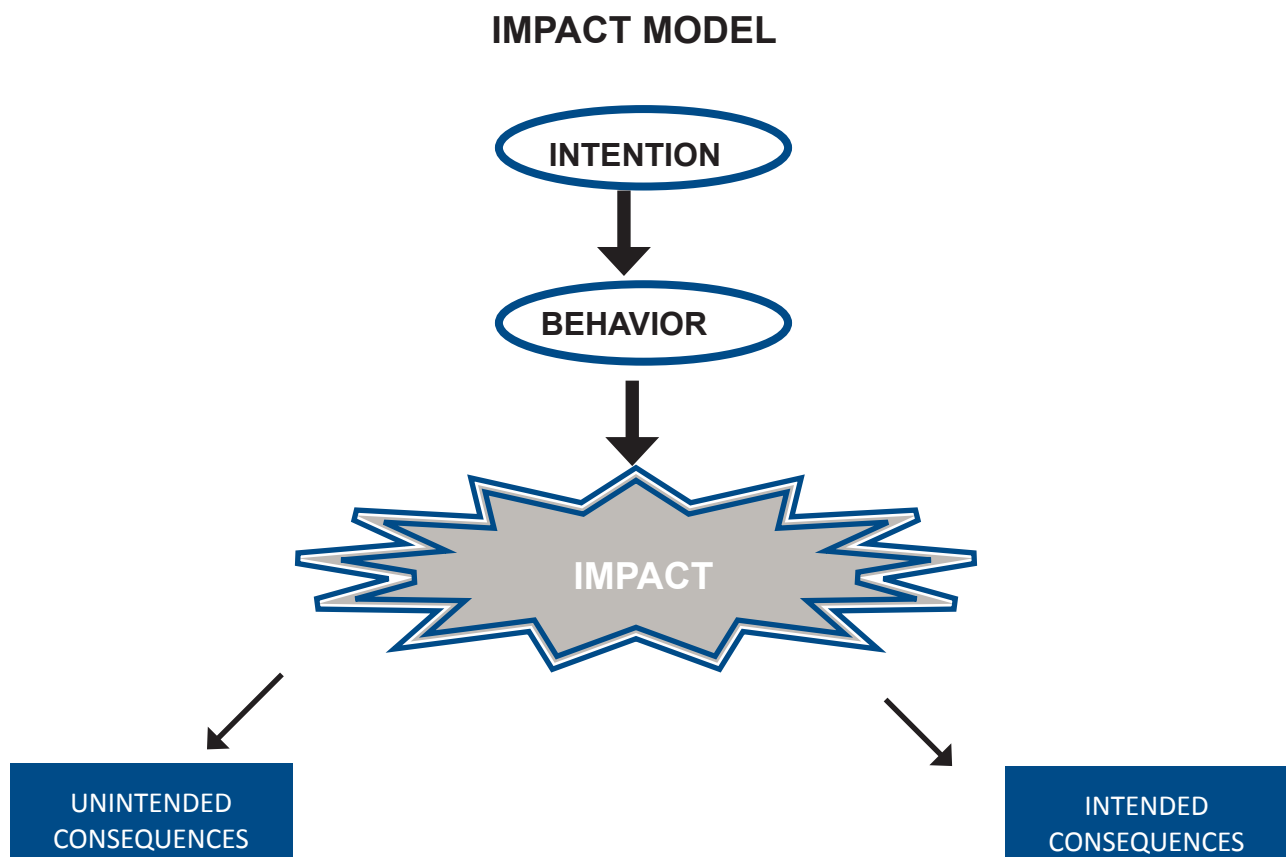 IMPACT MODEL
INTENTION
BEHAVIOR
IMPACT
UNINTENDED
CONSEQUENCES
INTENDED
CONSEQUENCES